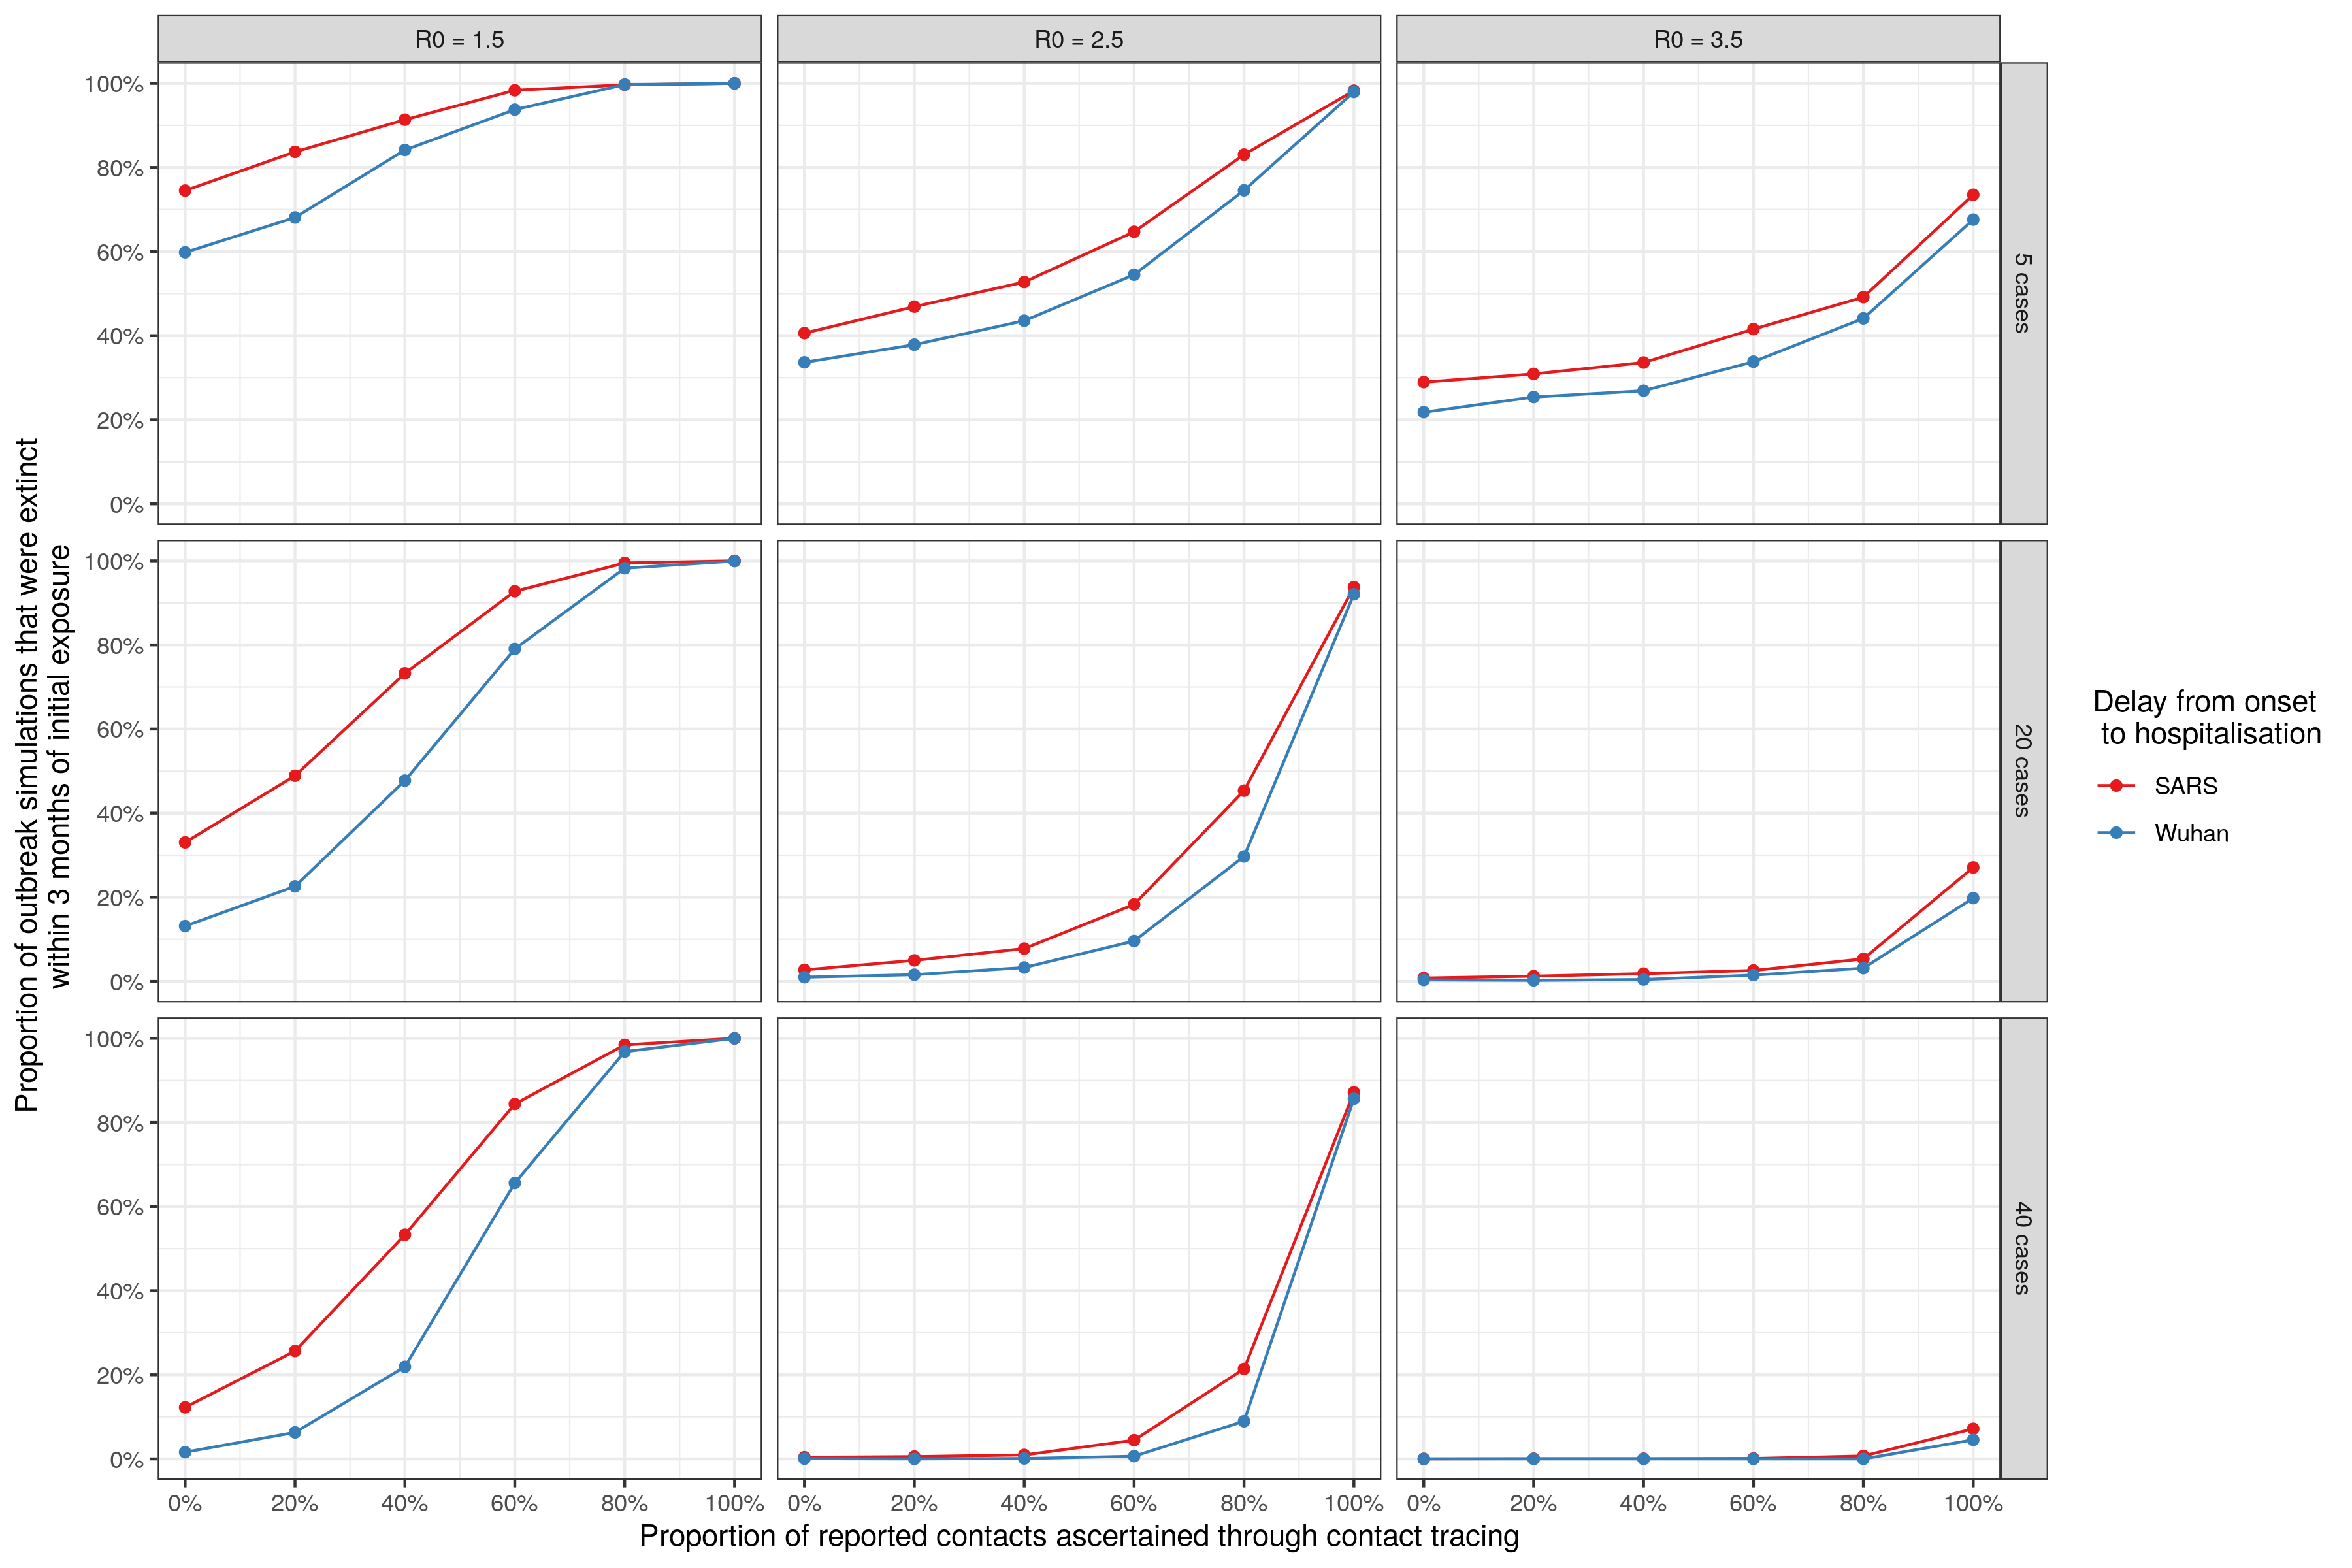 R0 = 1.5
R0 = 2.5
R0 = 3.5
100%
80%
60%
40%
20%
0%
5 cases
100%
80%
60%
40%
20%
0%
20 cases
100%
80%
60%
40%
20%
0%
40 cases
0% 20% 40% 60% 80% 100%
0% 20% 40% 60% 80% 100%
0% 20% 40% 60% 80% 100%
Proportion of reported contacts ascertained through contact tracing
Proportion of outbreak simulations that were extinct
within 3 months of initial exposure
Delay from onset
to hospitalisation
SARS
Wuhan